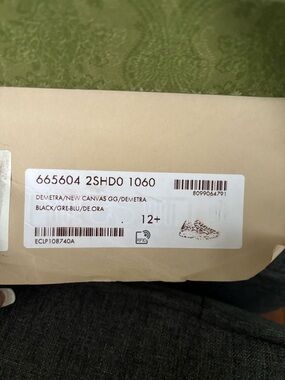 665604 2SHD0 1060
8099064791
DEMETRA/NEW CANVAS GG/DEMETRA
BLACK/GRE-BLU/DE.ORA
12+
ECLP108740A